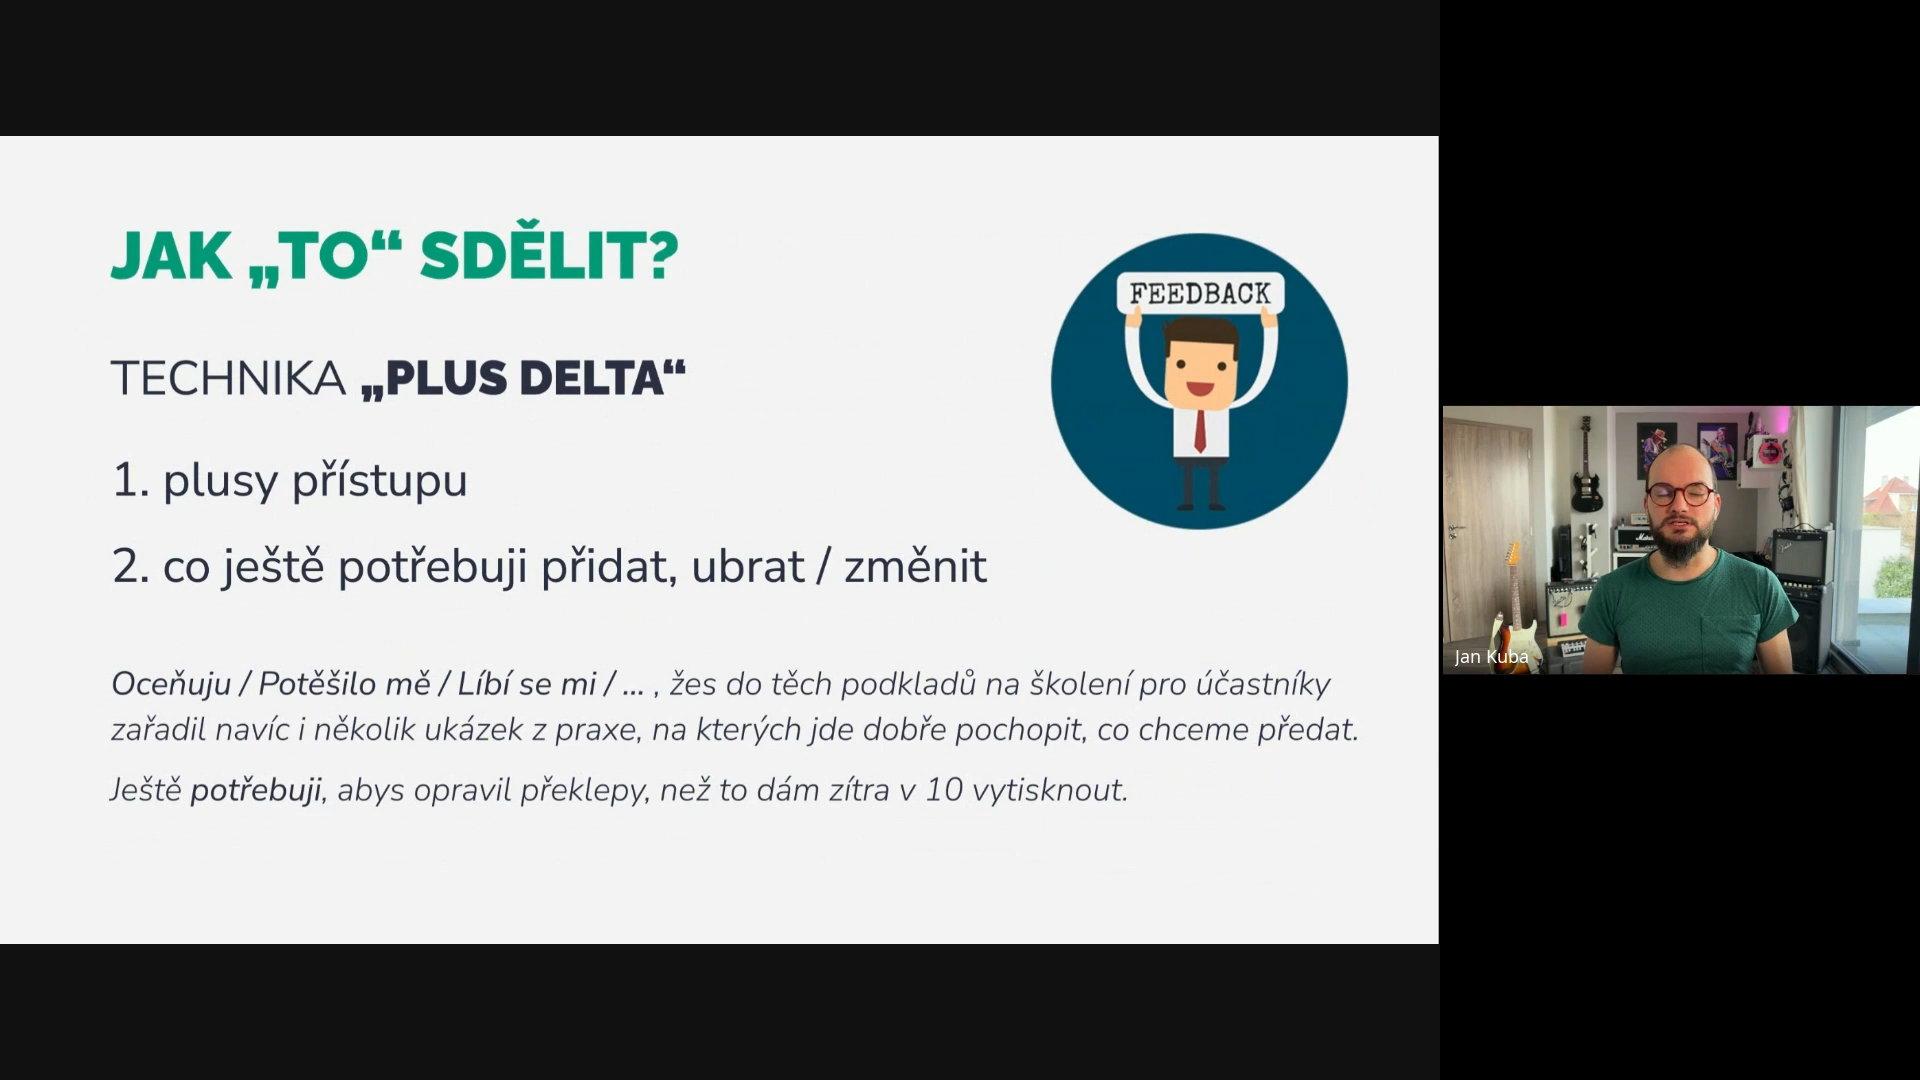 JAK „TO“ SDĚLIT?
FEEDBACK
TECHNIKA „PLUS DELTA“
1. plusy přístupu
2. co ještě potřebuji přidat, ubrat / změnit
Oceňuju / Potěšilo mě / Líbí se mi / ... , žes do těch podkladů na školení pro účastníky
zařadil navíc i několik ukázek z praxe, na kterých jde dobře pochopit, co chceme předat.
Ještě potřebuji, abys opravil překlepy, než to dám zítra v 10 vytisknout.
Jan Kuba